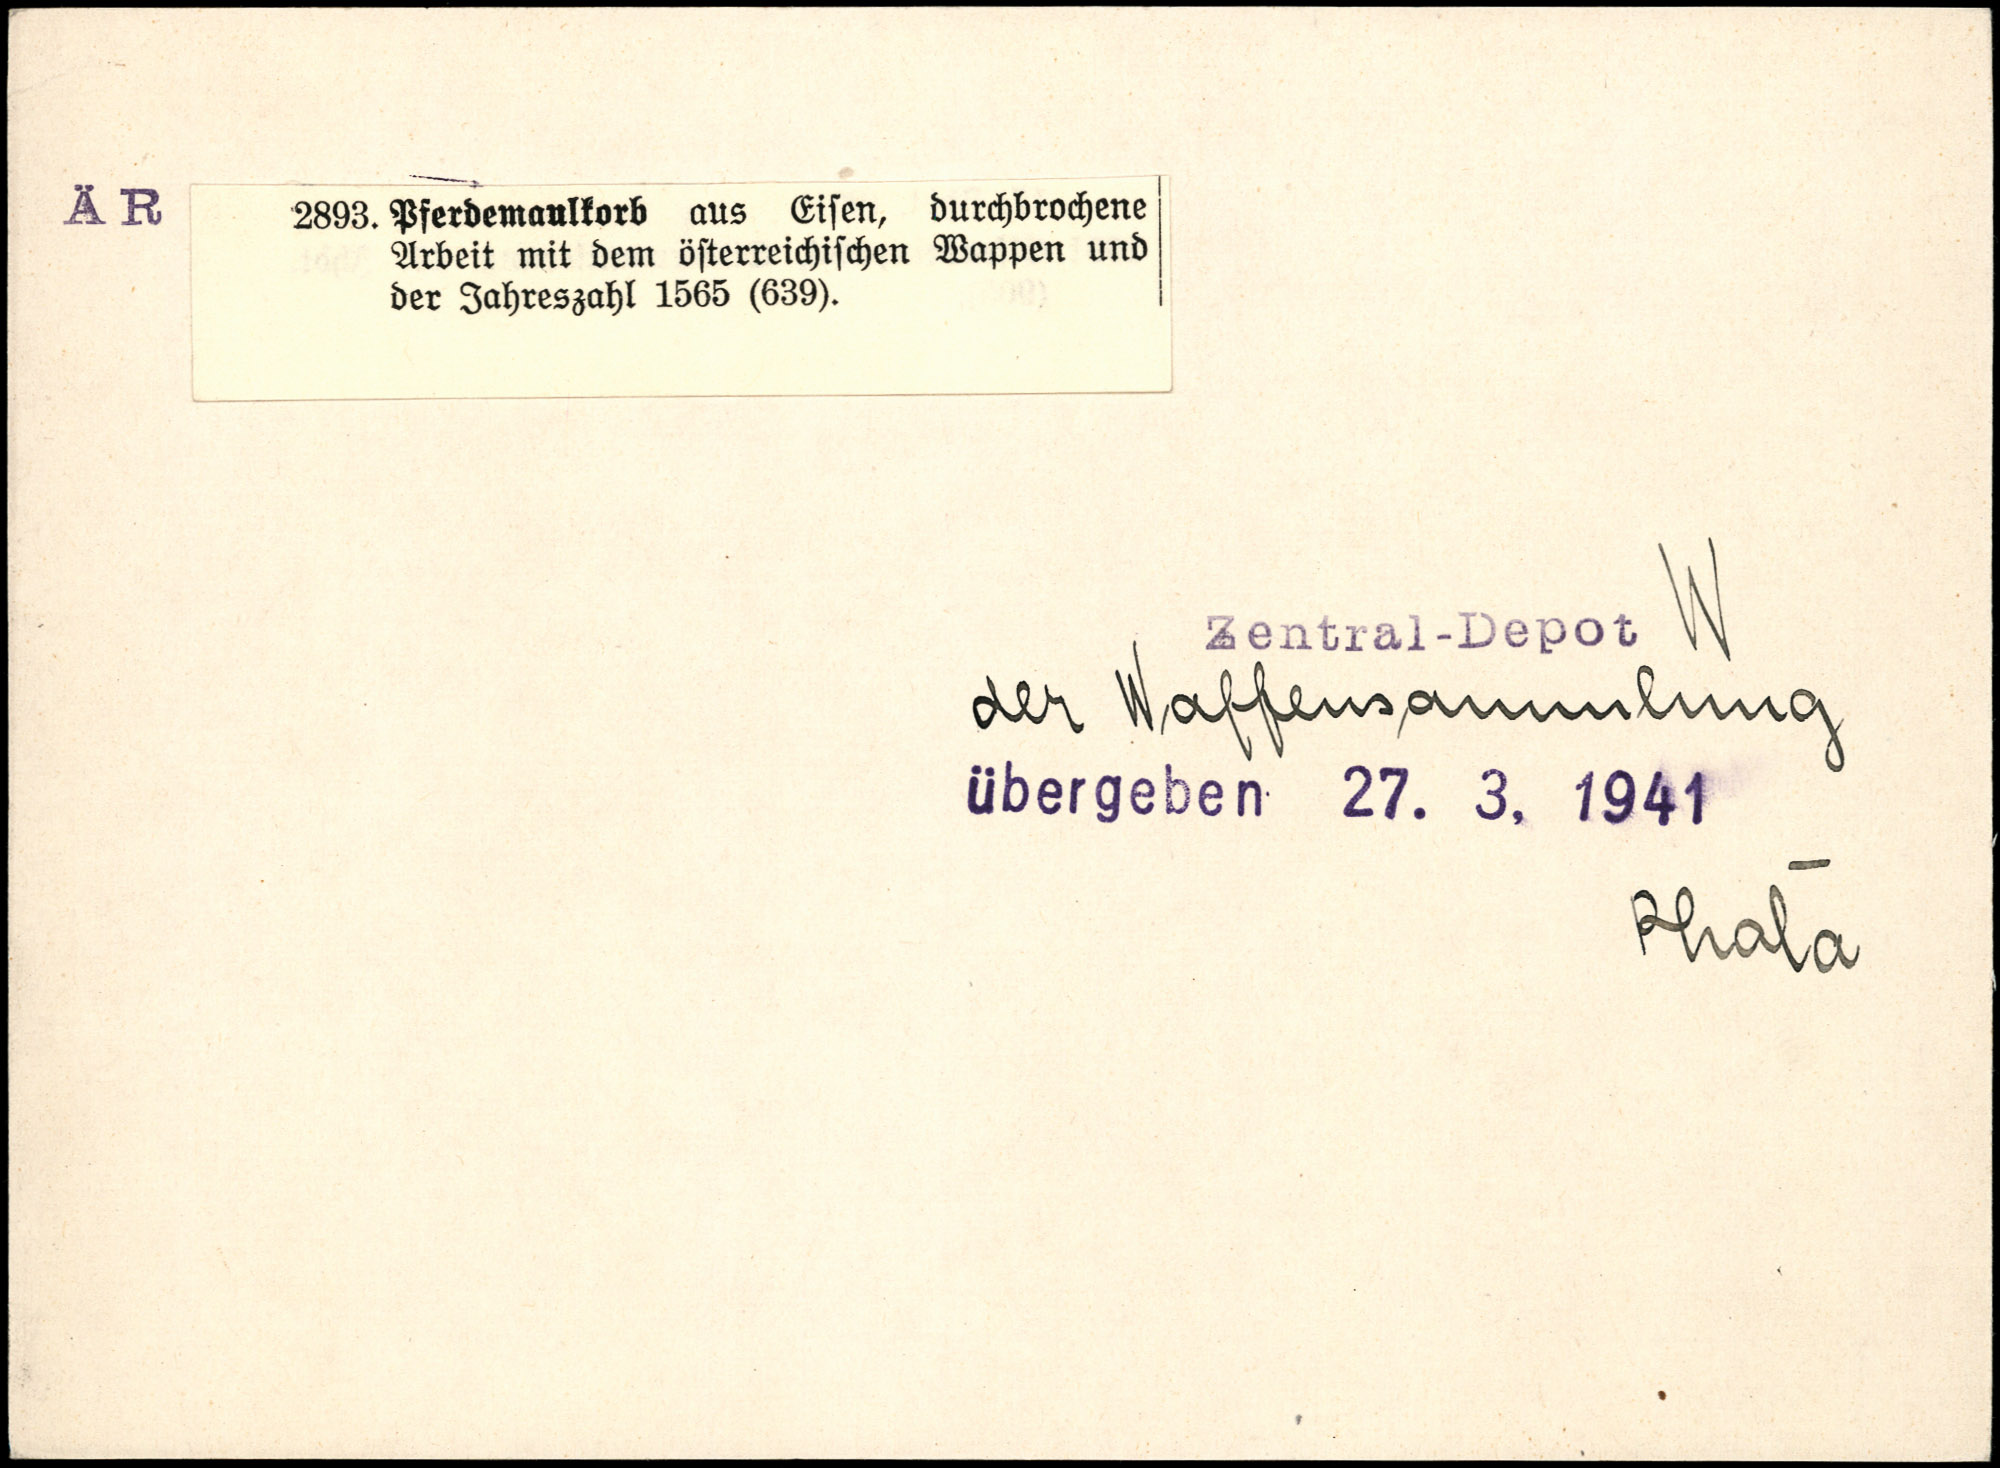 ÄR
2893. Pferdemaulkorb aus Eisen, durchbrochene
Arbeit mit dem österreichischen Wappen und
der Jahreszahl 1565 (639).
Zentral-Depot W
der Waffensammlung
übergeben 27. 3. 1941